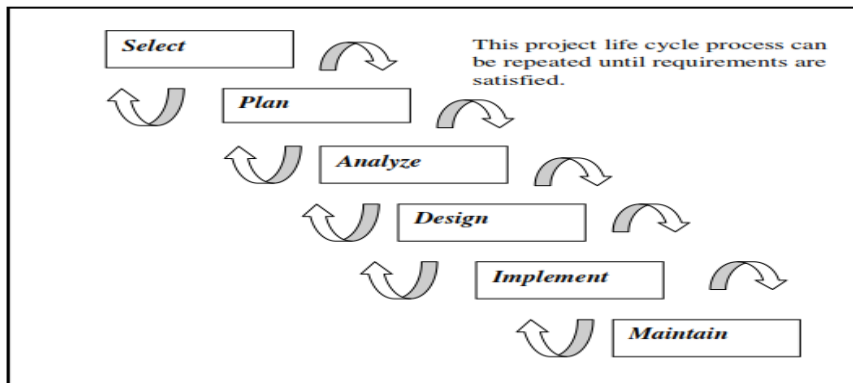 Select
This project life cycle process can
be repeated until requirements are
satisfied.
Plan
Analyze
Design
Implement
Maintain